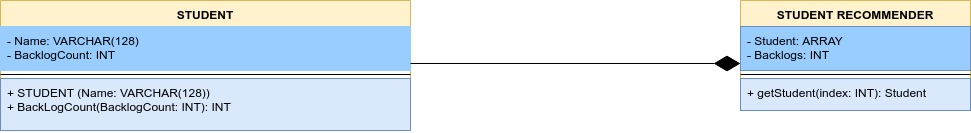 STUDENT
- Name: VARCHAR(128)
- BacklogCount: INT
+ STUDENT (Name: VARCHAR(128))
+ BackLogCount(BacklogCount: INT): INT
STUDENT RECOMMENDER
- Student: ARRAY
- Backlogs: INT
+ getStudent(index: INT): Student